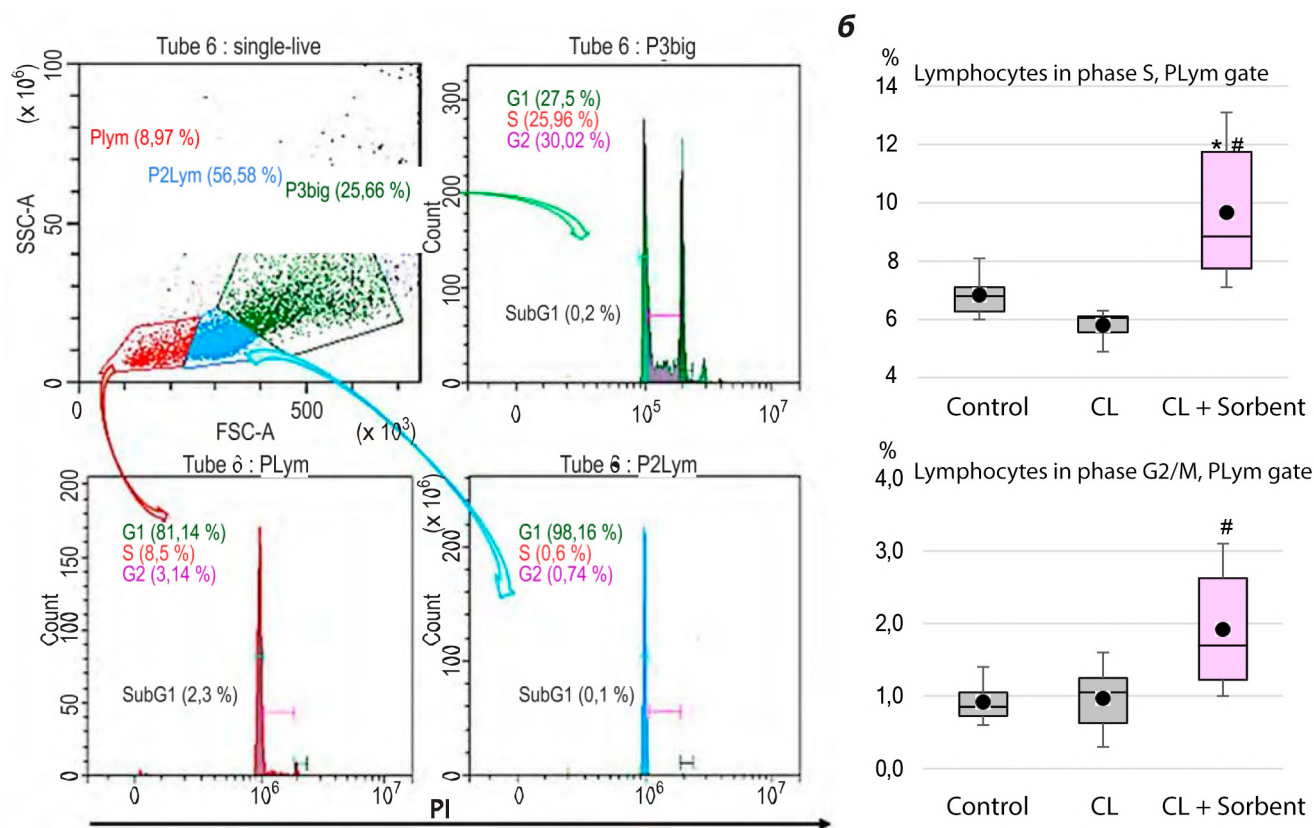 Tube 6 : single-live
100
50
0
SSC-A
(x 10⁶)
Plym (8,97 %)
P2Lym (56,58 %)
P3big (25,66 %)
0
500
FSC-A
(x 10³)
Tube 6 : P3big
300
200
100
0
Count
G1 (27,5 %)
S (25,96 %)
G2 (30,02 %)
SubG1 (0,2 %)
0
10⁵
10⁷
Tube δ : PLym
200
150
100
50
0
Count
G1 (81,14 %)
S (8,5 %)
G2 (3,14 %)
SubG1 (2,3 %)
0
10⁶
10⁷
Tube 6 : P2Lym
(x 10⁶)
200
100
0
Count
G1 (98,16 %)
S (0,6 %)
G2 (0,74 %)
SubG1 (0,1 %)
0
10⁶
10⁷
PI
б
%
Lymphocytes in phase S, PLym gate
14
12
10
8
6
4
* #
Control CL CL + Sorbent
%
Lymphocytes in phase G2/M, PLym gate
4,0
3,0
2,0
1,0
0,0
#
Control CL CL + Sorbent